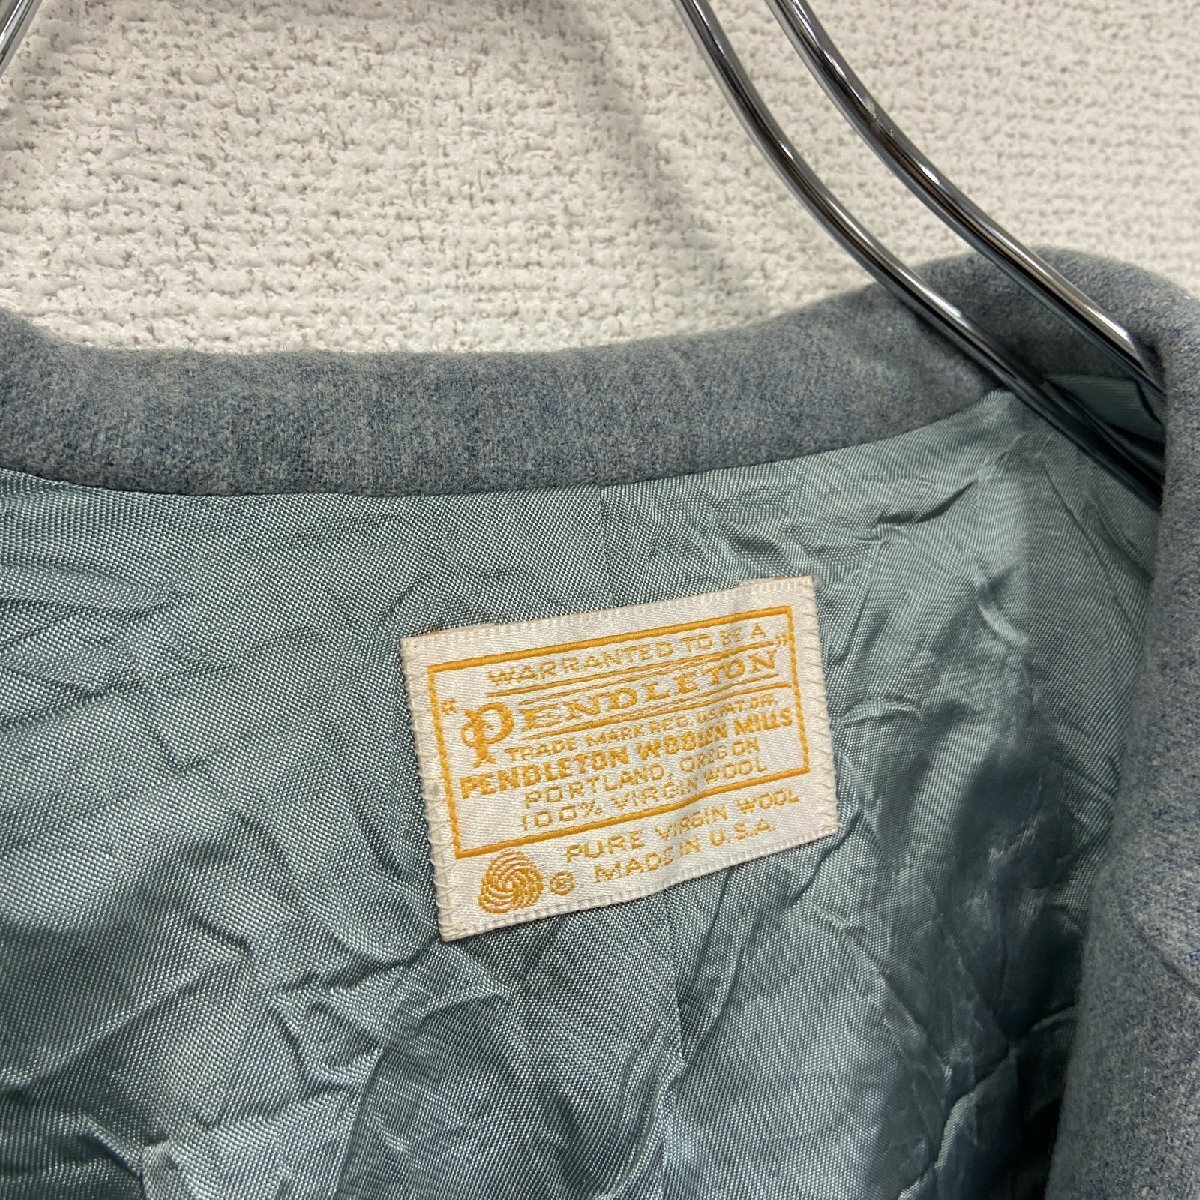 WARRANTED TO BE A
"PENDLETON"
TRADE MARK REG. U.S. PAT. OFF.
PENDLETON WOOLEN MILLS
PORTLAND, OREGON
100% VIRGIN WOOL
PURE VIRGIN WOOL
® MADE IN U.S.A.